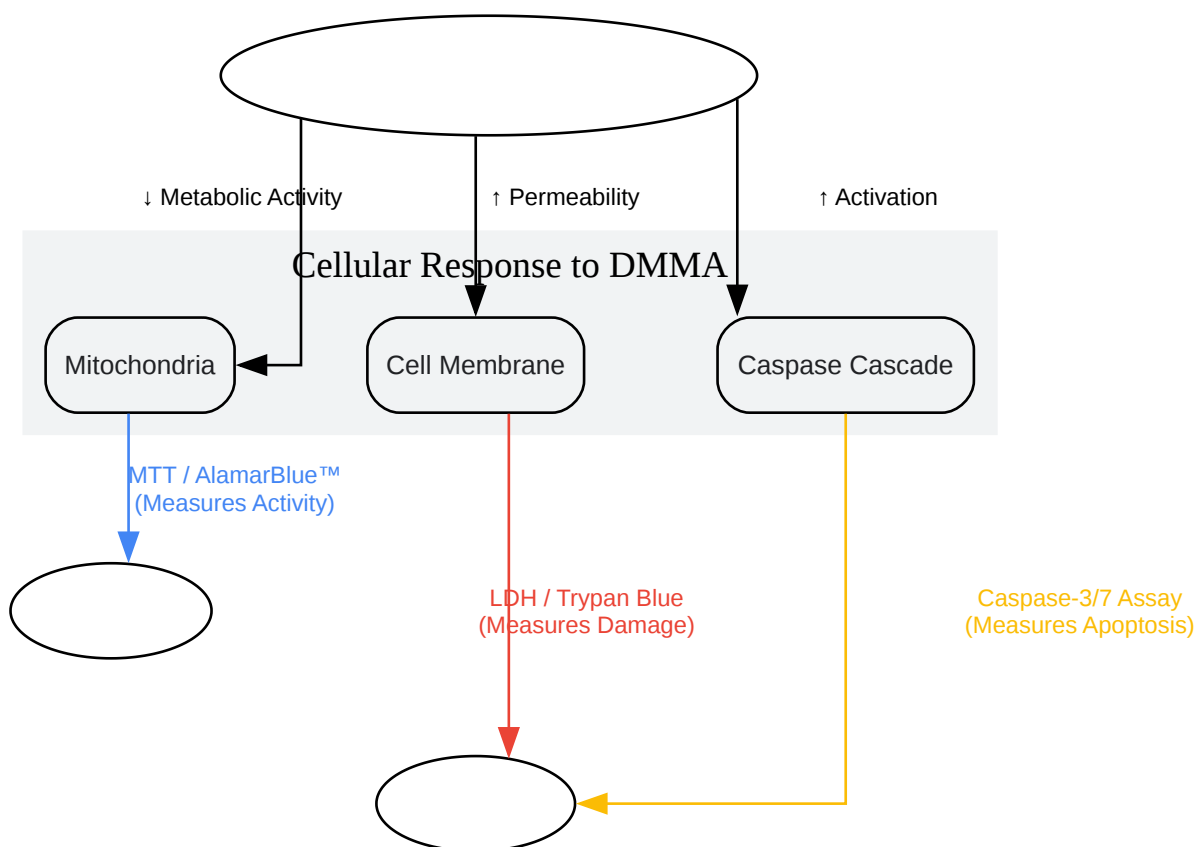 ↓ Metabolic Activity
↑ Permeability
↑ Activation
Cellular Response to DMMA
Mitochondria
Cell Membrane
Caspase Cascade
MTT / AlamarBlue™
(Measures Activity)
LDH / Trypan Blue
(Measures Damage)
Caspase-3/7 Assay
(Measures Apoptosis)